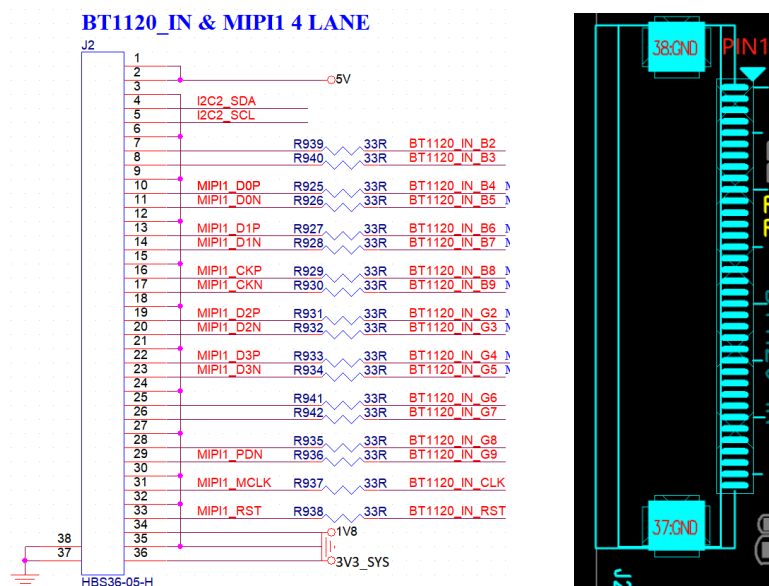 BT1120_IN & MIPI1 4 LANE
J2
1
2
5V
3
4 I2C2_SDA
5 I2C2_SCL
6
7 R939 33R BT1120_IN_B2
8 R940 33R BT1120_IN_B3
9
10 MIPI1_D0P R925 33R BT1120_IN_B4
11 MIPI1_D0N R926 33R BT1120_IN_B5
12
13 MIPI1_D1P R927 33R BT1120_IN_B6
14 MIPI1_D1N R928 33R BT1120_IN_B7
15
16 MIPI1_CKP R929 33R BT1120_IN_B8
17 MIPI1_CKN R930 33R BT1120_IN_B9
18
19 MIPI1_D2P R931 33R BT1120_IN_G2
20 MIPI1_D2N R932 33R BT1120_IN_G3
21
22 MIPI1_D3P R933 33R BT1120_IN_G4
23 MIPI1_D3N R934 33R BT1120_IN_G5
24
25 R941 33R BT1120_IN_G6
26 R942 33R BT1120_IN_G7
27
28 R935 33R BT1120_IN_G8
29 MIPI1_PDN R936 33R BT1120_IN_G9
30
31 MIPI1_MCLK R937 33R BT1120_IN_CLK
32
33 MIPI1_RST R938 33R BT1120_IN_RST
34
1V8
38 35
37 36
3V3_SYS
HBS36-05-H
38:GND
PIN1
37:GND
J2